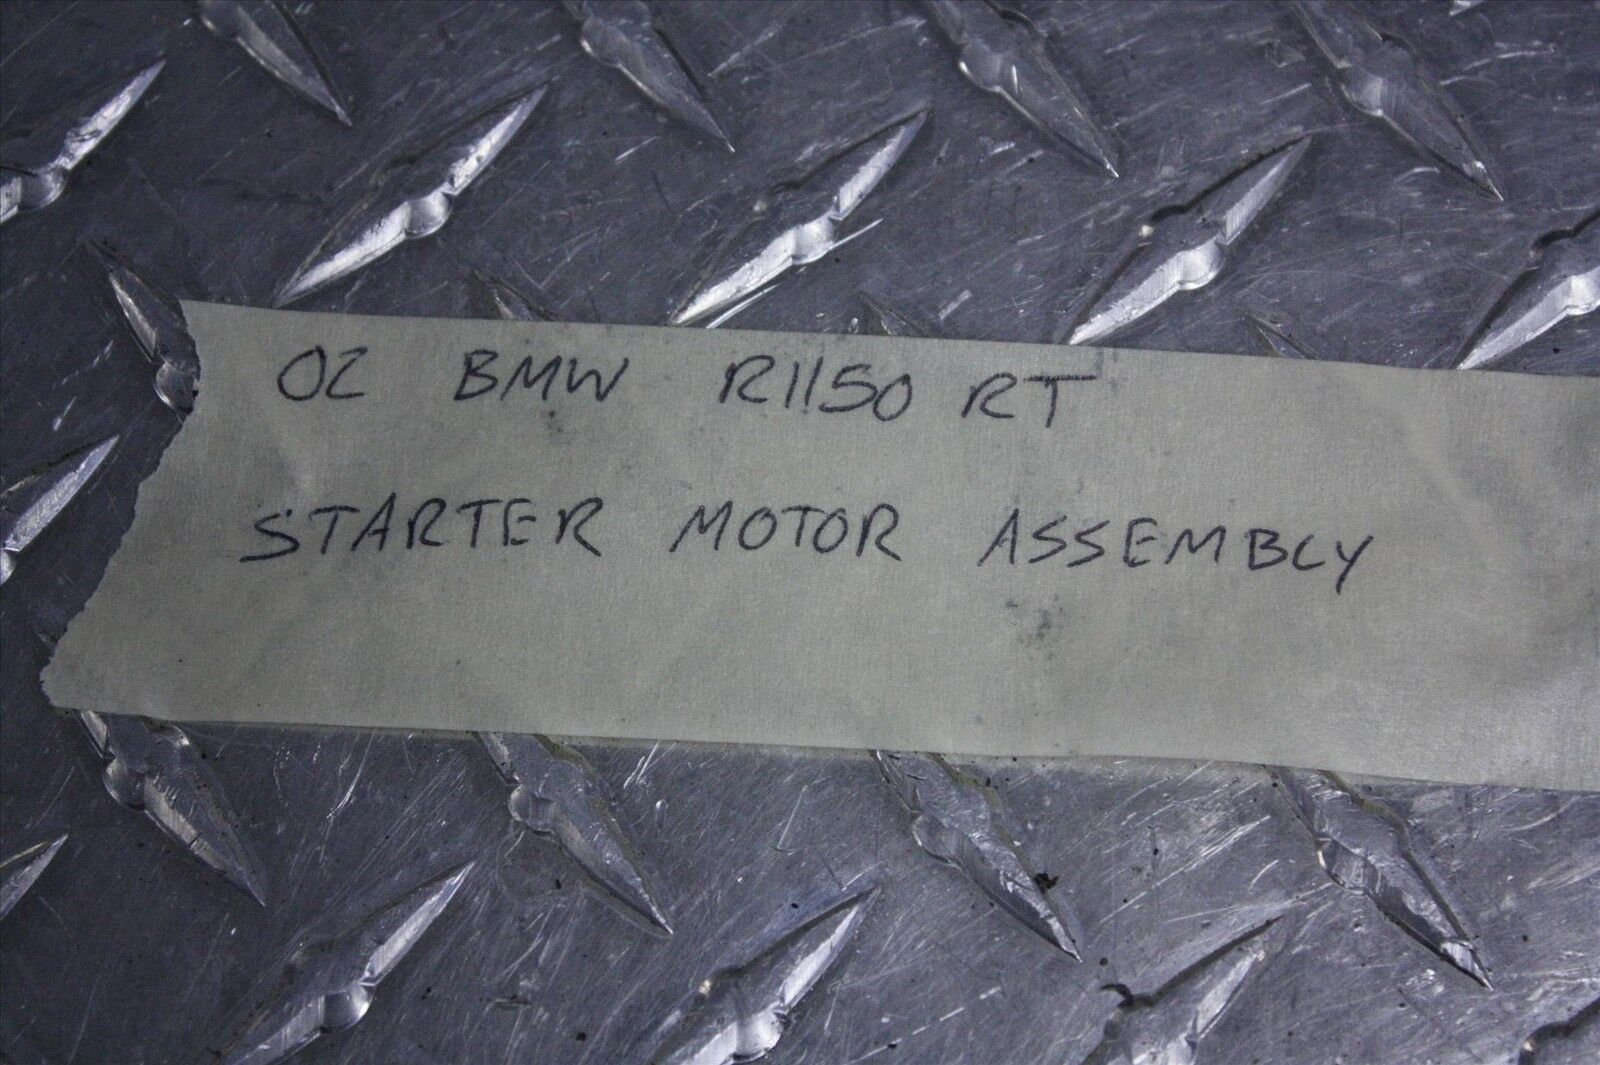 02 BMW R1150 RT
STARTER MOTOR ASSEMBLY